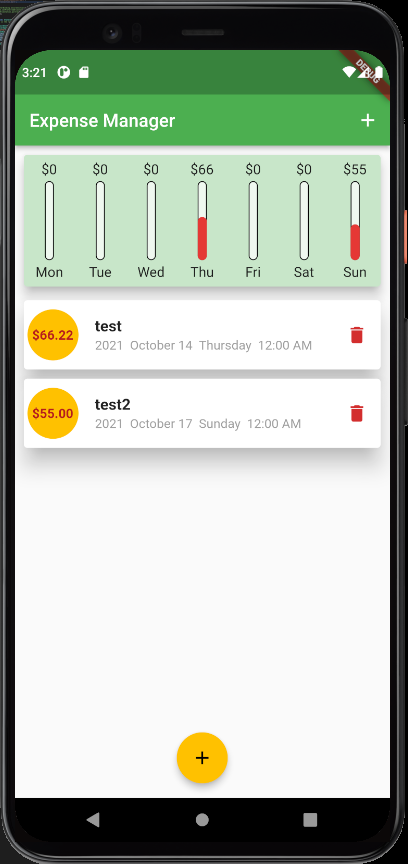 3:21
DEBUG
Expense Manager +
$0 $0 $0 $66 $0 $0 $55
Mon Tue Wed Thu Fri Sat Sun
$66.22 test
2021 October 14 Thursday 12:00 AM
$55.00 test2
2021 October 17 Sunday 12:00 AM
+